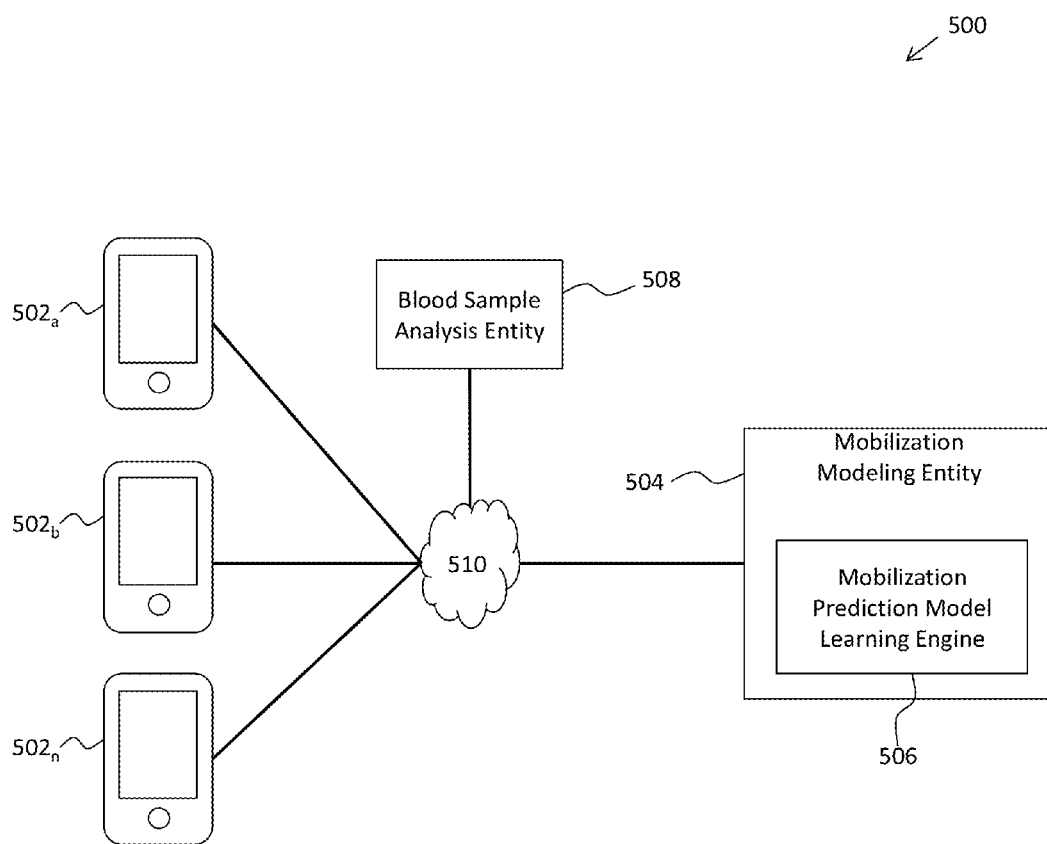 500
502a
Blood Sample
Analysis Entity
508
502b
510
504
Mobilization
Modeling Entity
Mobilization
Prediction Model
Learning Engine
506
502n